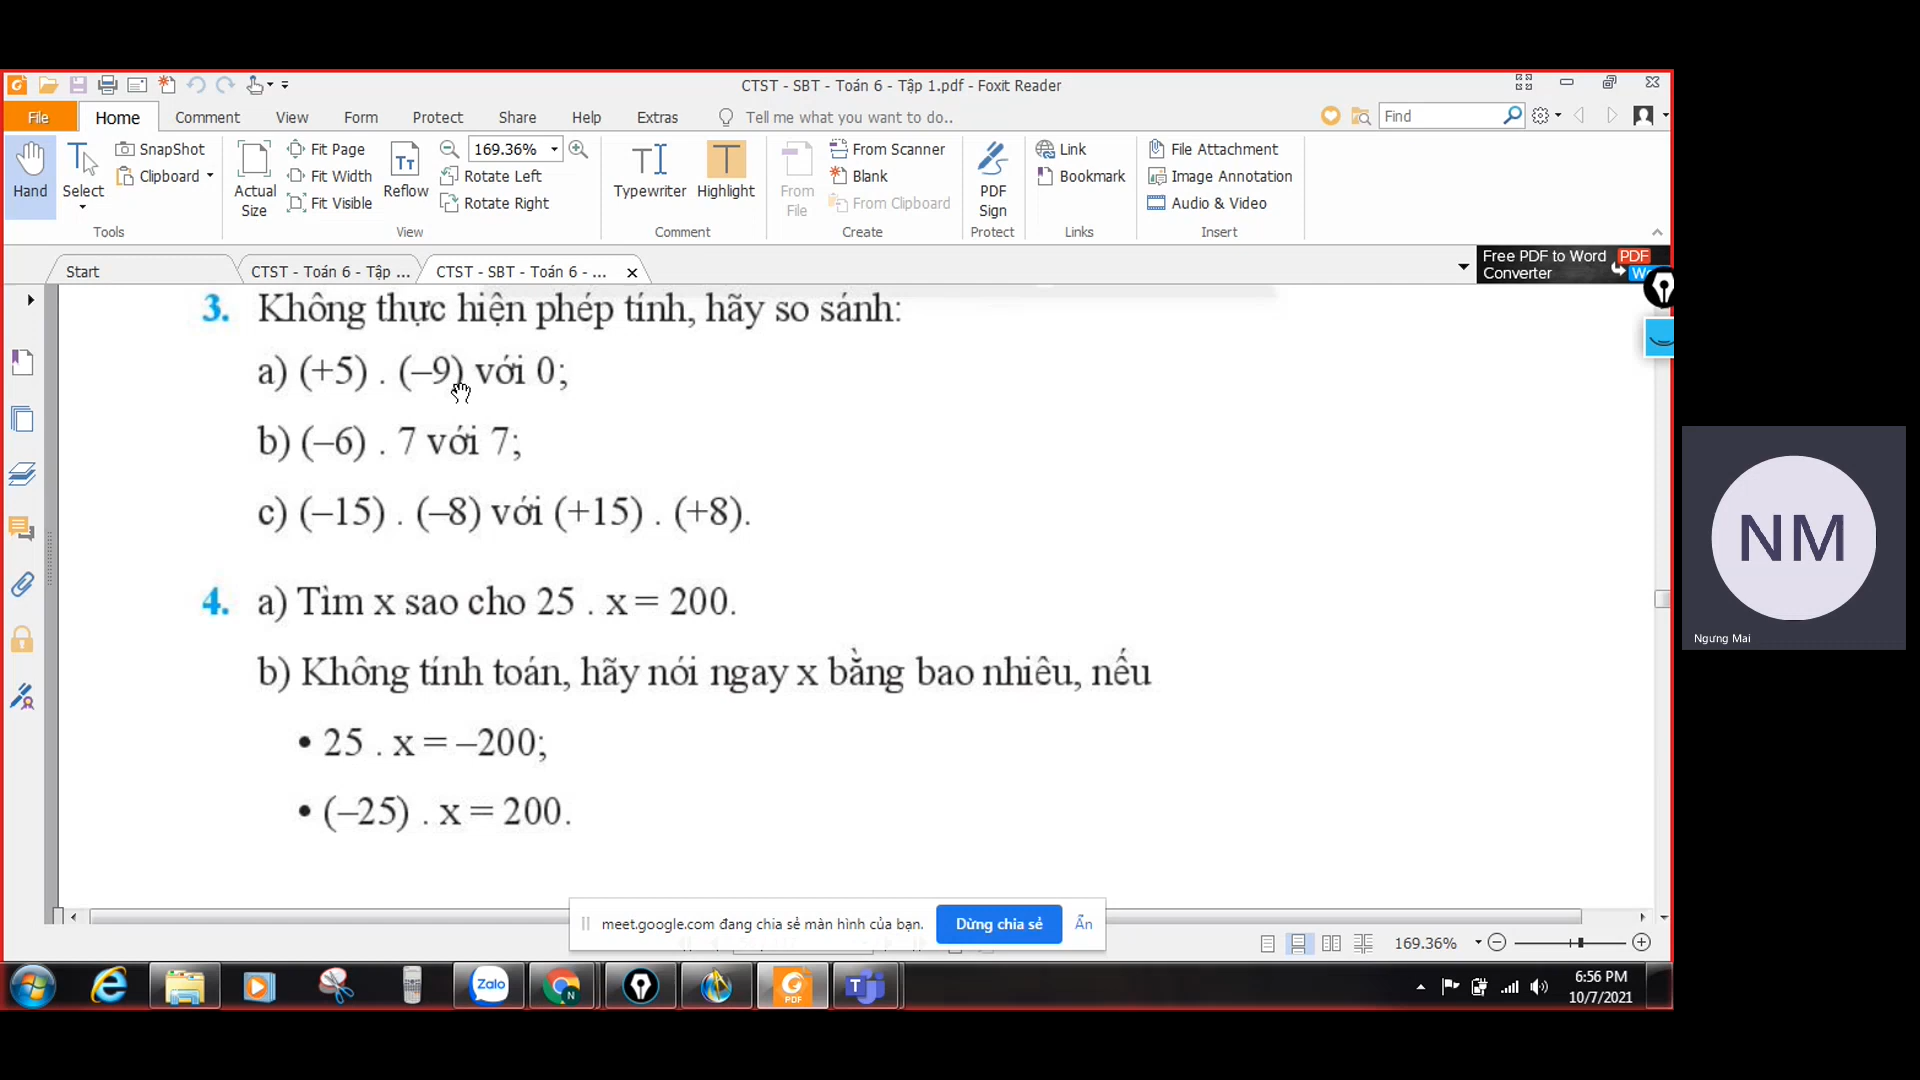 CTST - SBT - Toán 6 - Tập 1.pdf - Foxit Reader
File Home Comment View Form Protect Share Help Extras Tell me what you want to do.. Find
Hand
Select
SnapShot
Clipboard
Tools
Actual Size
Fit Page
Fit Width
Fit Visible
Reflow
169.36%
Rotate Left
Rotate Right
View
Typewriter
Highlight
Comment
From File
From Scanner
Blank
From Clipboard
Create
PDF Sign
Protect
Link
Bookmark
Links
File Attachment
Image Annotation
Audio & Video
Insert
Start
CTST - Toán 6 - Tập ...
CTST - SBT - Toán 6 - ...
Free PDF to Word
Converter
PDF
3. Không thực hiện phép tính, hãy so sánh:
a) (+5) . (–9) với 0;
b) (–6) . 7 với 7;
c) (–15) . (–8) với (+15) . (+8).
4. a) Tìm x sao cho 25 . x = 200.
b) Không tính toán, hãy nói ngay x bằng bao nhiêu, nếu
• 25 . x = –200;
• (–25) . x = 200.
meet.google.com đang chia sẻ màn hình của bạn. Dừng chia sẻ Ẩn
169.36%
Zalo
N
PDF
6:56 PM
10/7/2021
NM
Ngưng Mai